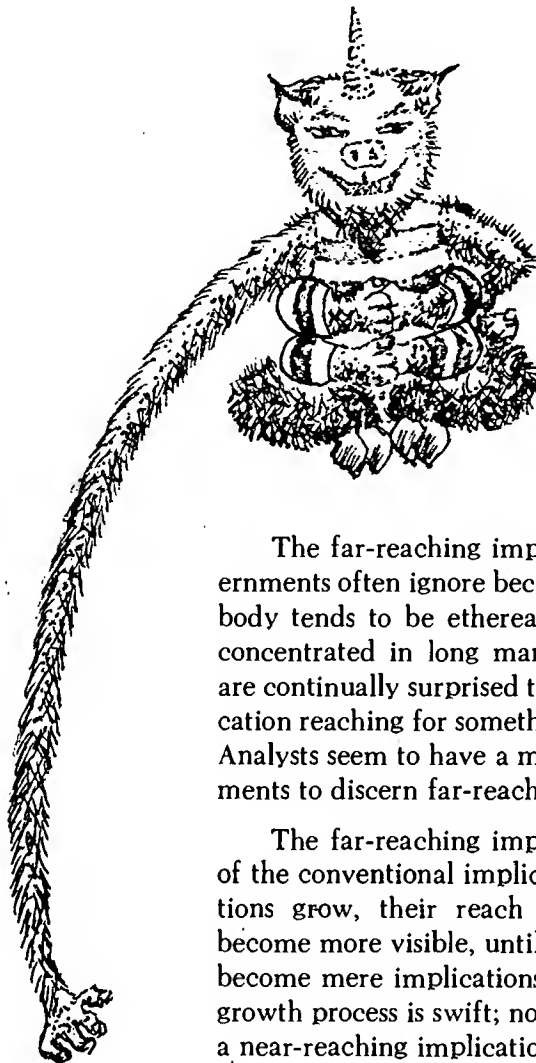 The far-reaching imp
ernments often ignore bec
body tends to be etherea
concentrated in long mar
are continually surprised t
cation reaching for someth
Analysts seem to have a m
ments to discern far-reach
The far-reaching imp
of the conventional implic
tions grow, their reach
become more visible, until
become mere implications
growth process is swift; no
a near-reaching implicatio